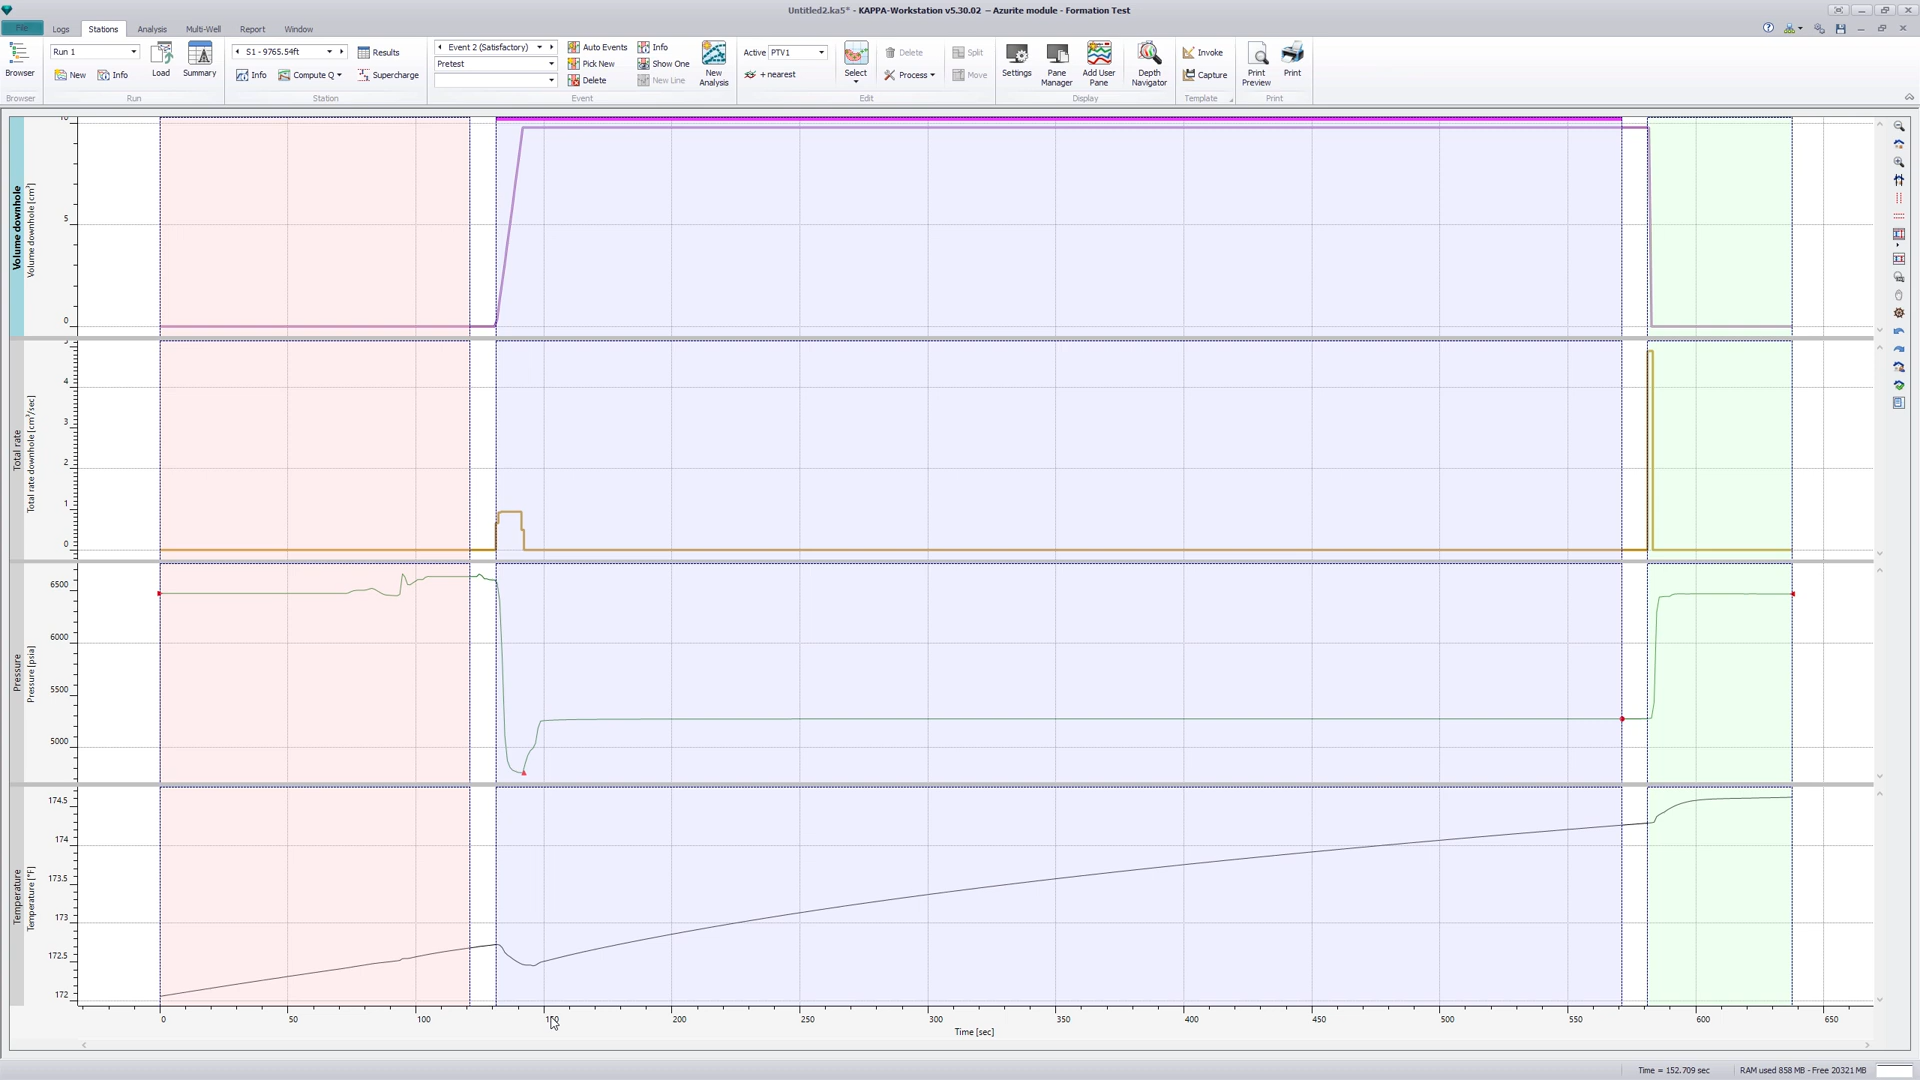 Untitled2.ka5* - KAPPA-Workstation v5.30.02 -- Azurite module - Formation Test
File Logs Stations Analysis Multi-Well Report Window
Browser
Browser
Run 1
New Info
Load
Summary
Run
S1 - 9765.54ft
Results
Info Compute Q Supercharge
Station
Event 2 (Satisfactory)
Pretest
Auto Events
Pick New
Delete
Info
Show One
New Line
New
Analysis
Event
Active PTV1
+nearest
Select
Delete
Process
Split
Move
Edit
Settings
Pane
Manager
Add User
Pane
Depth
Navigator
Display
Invoke
Capture
Template
Print
Preview
Print
Print
Volume downhole
Volume downhole [cm³]
10
5
0
Total rate
Total rate downhole [cm³/sec]
5
4
3
2
1
0
Pressure
Pressure [psia]
6500
6000
5500
5000
Temperature
Temperature [°F]
174.5
174
173.5
173
172.5
172
0 50 100 150 200 250 300 350 400 450 500 550 600 650
Time [sec]
Time = 152.709 sec
RAM used 858 MB - Free 20321 MB